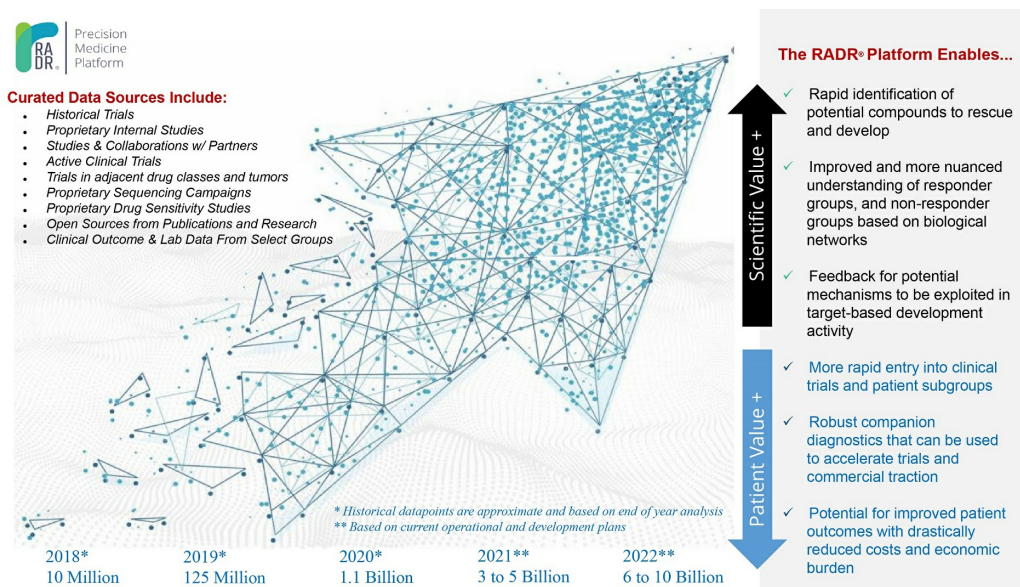 RA
DR®
Precision
Medicine
Platform
Curated Data Sources Include:
• Historical Trials
• Proprietary Internal Studies
• Studies & Collaborations w/ Partners
• Active Clinical Trials
• Trials in adjacent drug classes and tumors
• Proprietary Sequencing Campaigns
• Proprietary Drug Sensitivity Studies
• Open Sources from Publications and Research
• Clinical Outcome & Lab Data From Select Groups
* Historical datapoints are approximate and based on end of year analysis
** Based on current operational and development plans
2018*
10 Million
2019*
125 Million
2020*
1.1 Billion
2021**
3 to 5 Billion
2022**
6 to 10 Billion
Scientific Value +
Patient Value +
The RADR® Platform Enables...
✓ Rapid identification of
potential compounds to rescue
and develop
✓ Improved and more nuanced
understanding of responder
groups, and non-responder
groups based on biological
networks
✓ Feedback for potential
mechanisms to be exploited in
target-based development
activity
✓ More rapid entry into clinical
trials and patient subgroups
✓ Robust companion
diagnostics that can be used
to accelerate trials and
commercial traction
✓ Potential for improved patient
outcomes with drastically
reduced costs and economic
burden